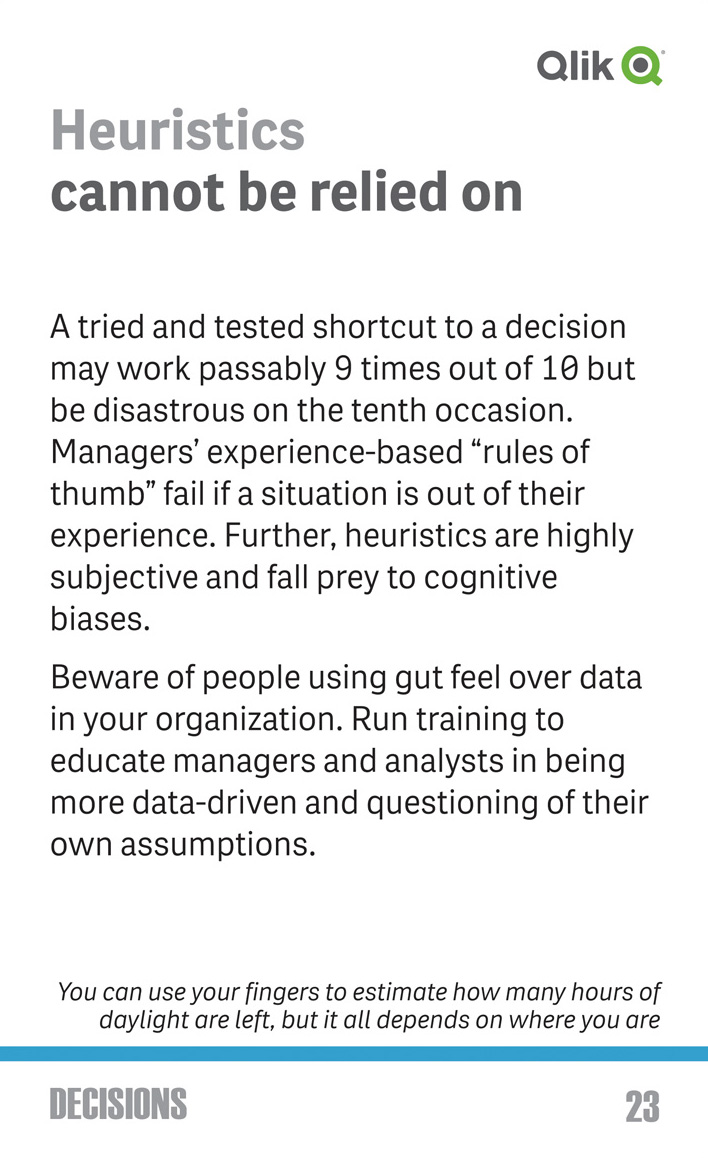 Qlik
Heuristics
cannot be relied on
A tried and tested shortcut to a decision
may work passably 9 times out of 10 but
be disastrous on the tenth occasion.
Managers’ experience-based “rules of
thumb” fail if a situation is out of their
experience. Further, heuristics are highly
subjective and fall prey to cognitive
biases.
Beware of people using gut feel over data
in your organization. Run training to
educate managers and analysts in being
more data-driven and questioning of their
own assumptions.
You can use your fingers to estimate how many hours of
daylight are left, but it all depends on where you are
DECISIONS
23